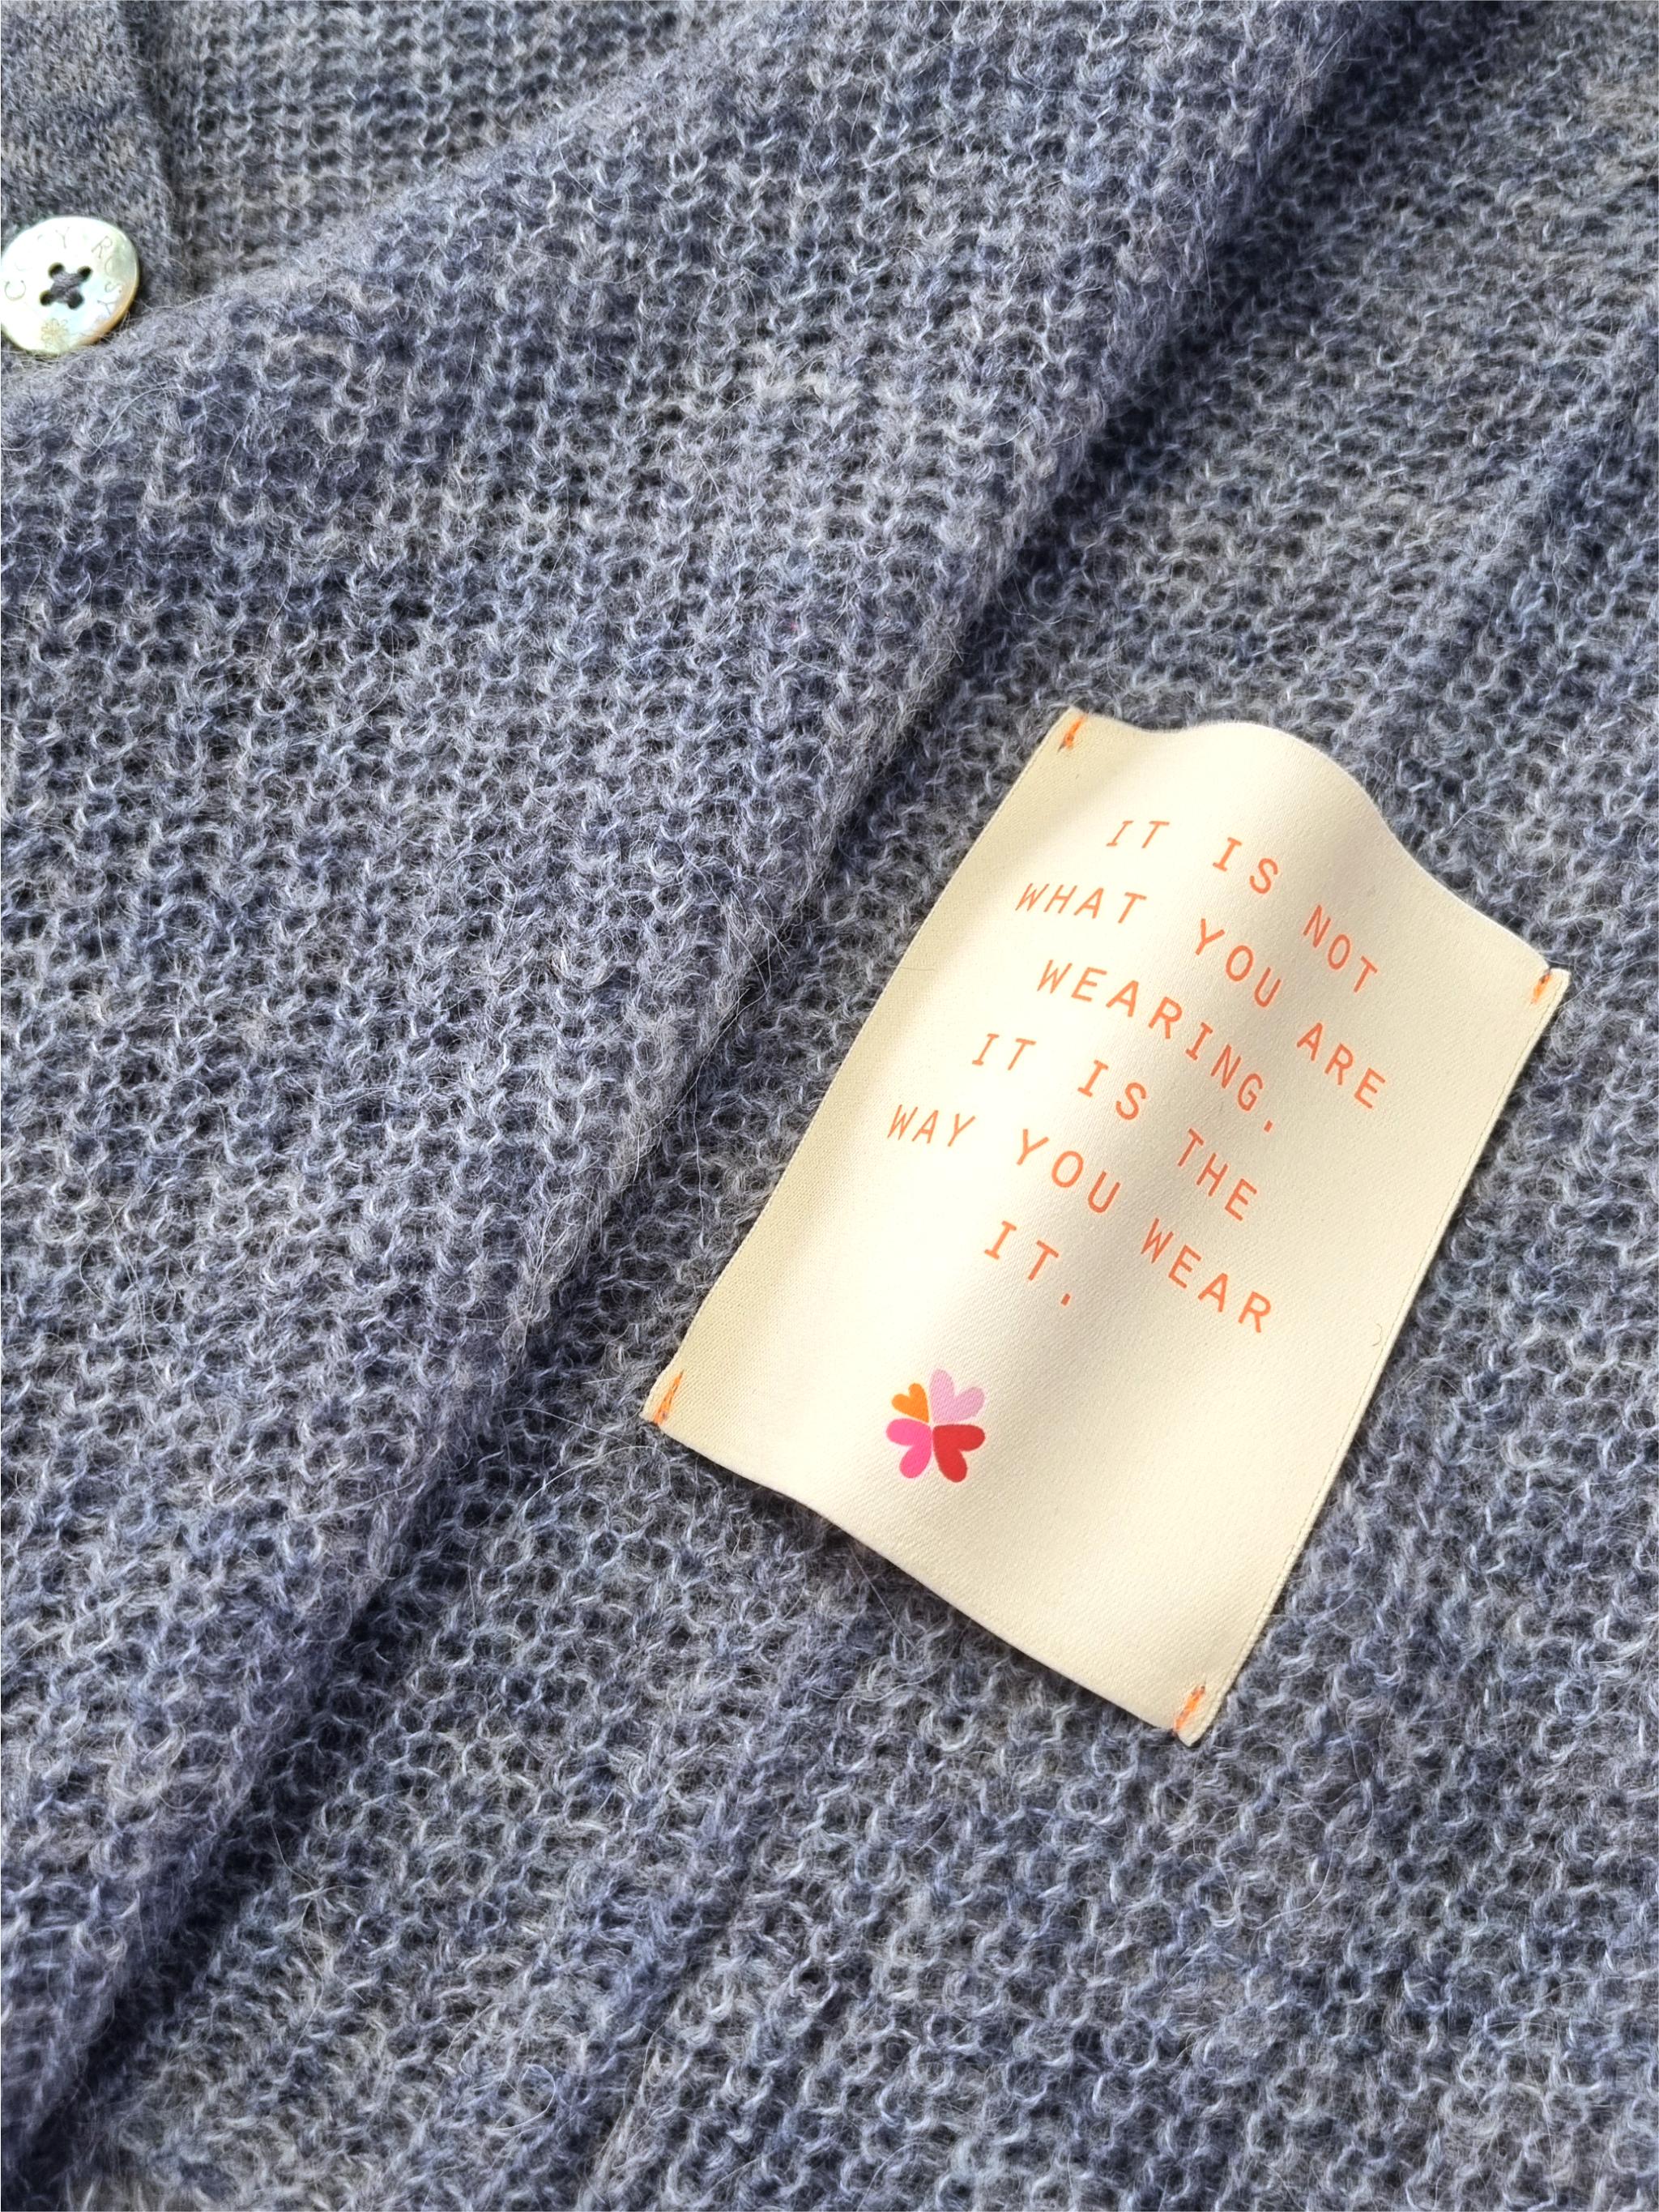 IT IS NOT
WHAT YOU ARE
WEARING.
IT IS THE
WAY YOU WEAR
IT.